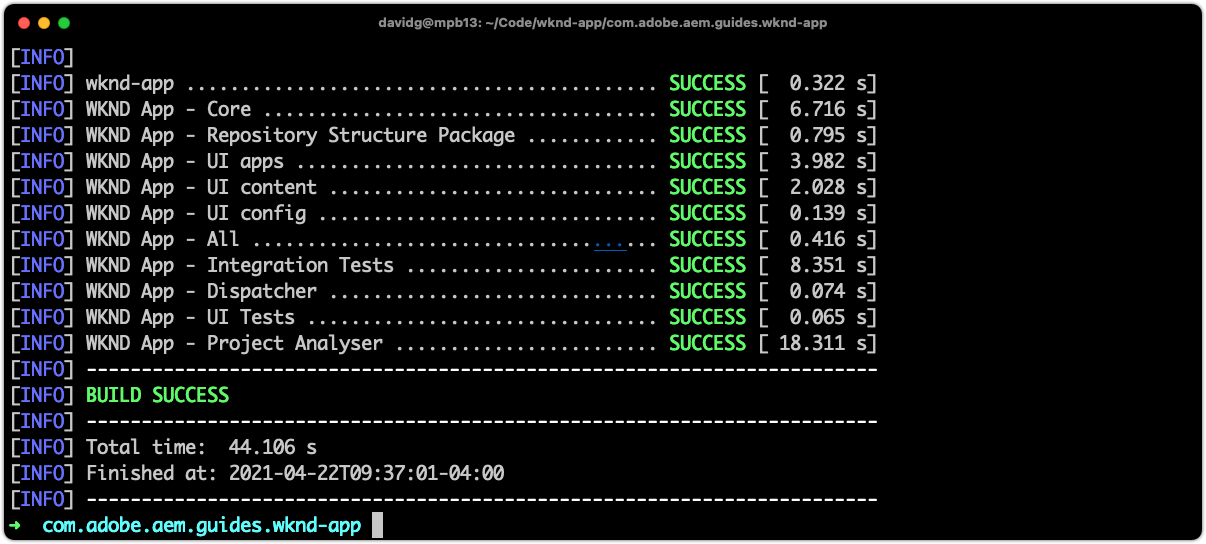 davidg@mpb13: ~/Code/wknd-app/com.adobe.aem.guides.wknd-app
[INFO]
[INFO] wknd-app ........................................... SUCCESS [  0.322 s]
[INFO] WKND App - Core .................................... SUCCESS [  6.716 s]
[INFO] WKND App - Repository Structure Package ............ SUCCESS [  0.795 s]
[INFO] WKND App - UI apps ................................. SUCCESS [  3.982 s]
[INFO] WKND App - UI content .............................. SUCCESS [  2.028 s]
[INFO] WKND App - UI config ............................... SUCCESS [  0.139 s]
[INFO] WKND App - All ..................................... SUCCESS [  0.416 s]
[INFO] WKND App - Integration Tests ....................... SUCCESS [  8.351 s]
[INFO] WKND App - Dispatcher .............................. SUCCESS [  0.074 s]
[INFO] WKND App - UI Tests ................................ SUCCESS [  0.065 s]
[INFO] WKND App - Project Analyser ........................ SUCCESS [ 18.311 s]
[INFO] ------------------------------------------------------------------------
[INFO] BUILD SUCCESS
[INFO] ------------------------------------------------------------------------
[INFO] Total time:  44.106 s
[INFO] Finished at: 2021-04-22T09:37:01-04:00
[INFO] ------------------------------------------------------------------------
➜  com.adobe.aem.guides.wknd-app